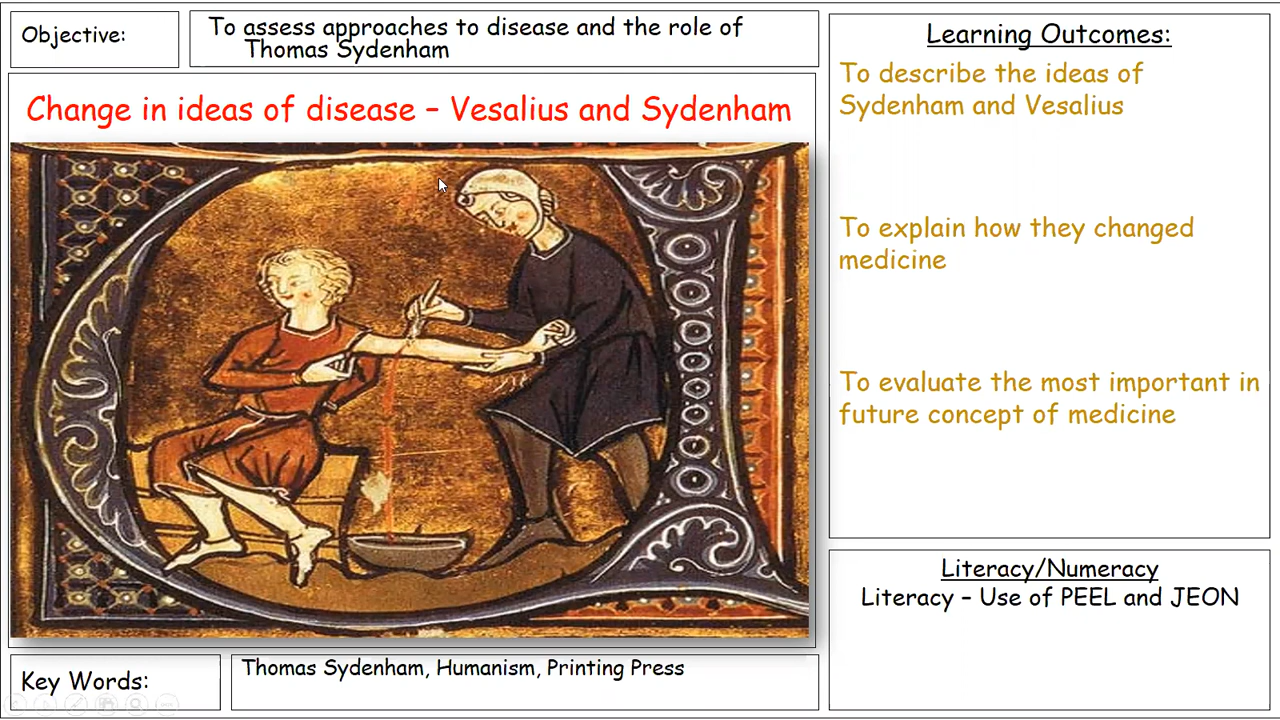 Objective:
To assess approaches to disease and the role of
Thomas Sydenham
Change in ideas of disease – Vesalius and Sydenham
Learning Outcomes:
To describe the ideas of
Sydenham and Vesalius
To explain how they changed
medicine
To evaluate the most important in
future concept of medicine
Literacy/Numeracy
Literacy – Use of PEEL and JEON
Key Words:
Thomas Sydenham, Humanism, Printing Press